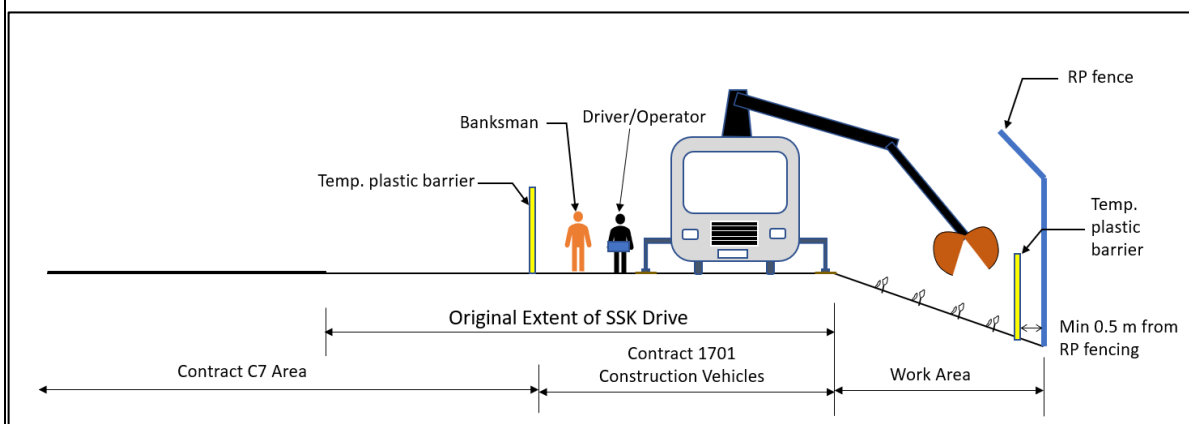 RP fence
Driver/Operator
Banksman
Temp. plastic barrier
Temp.
plastic
barrier
Original Extent of SSK Drive
Min 0.5 m from
RP fencing
Contract C7 Area
Contract 1701
Construction Vehicles
Work Area